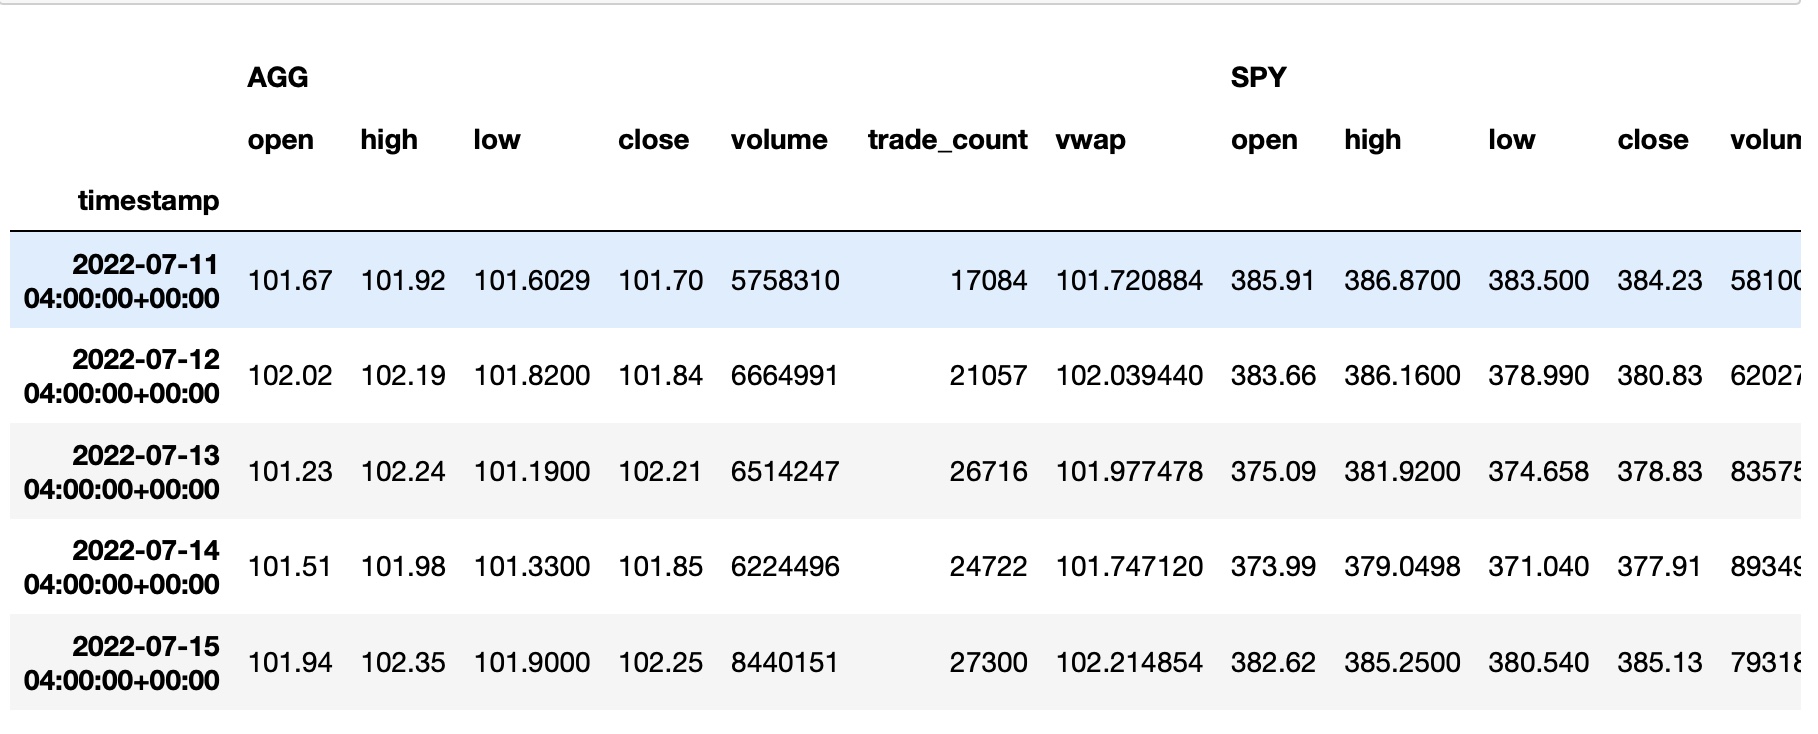 AGG SPY
open high low close volume trade_count vwap open high low close volum
timestamp
2022-07-11
04:00:00+00:00 101.67 101.92 101.6029 101.70 5758310 17084 101.720884 385.91 386.8700 383.500 384.23 58100
2022-07-12
04:00:00+00:00 102.02 102.19 101.8200 101.84 6664991 21057 102.039440 383.66 386.1600 378.990 380.83 62027
2022-07-13
04:00:00+00:00 101.23 102.24 101.1900 102.21 6514247 26716 101.977478 375.09 381.9200 374.658 378.83 83575
2022-07-14
04:00:00+00:00 101.51 101.98 101.3300 101.85 6224496 24722 101.747120 373.99 379.0498 371.040 377.91 89349
2022-07-15
04:00:00+00:00 101.94 102.35 101.9000 102.25 8440151 27300 102.214854 382.62 385.2500 380.540 385.13 79318